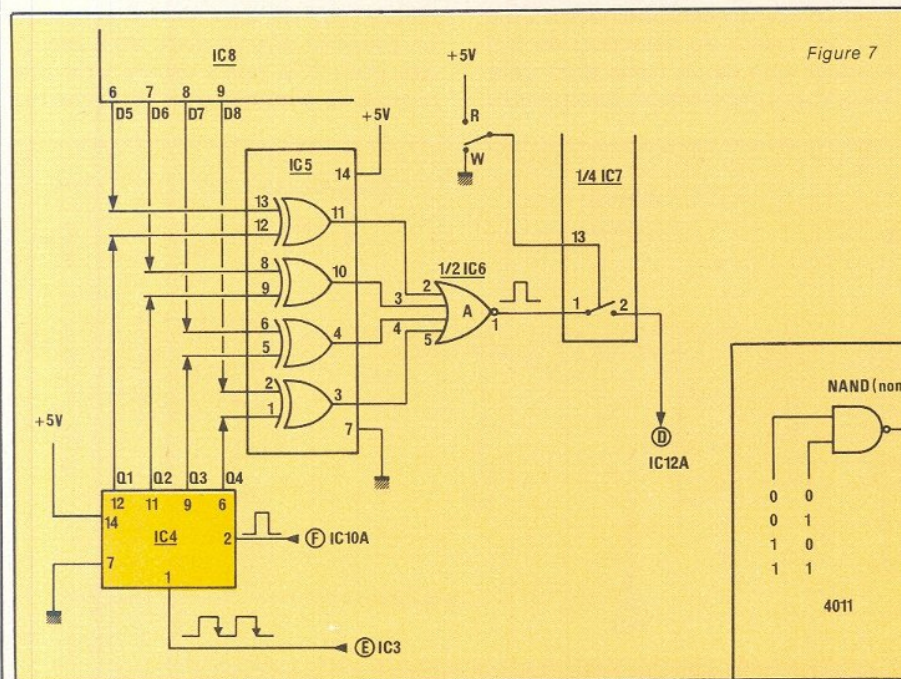 Figure 7
IC8
6 7 8 9
D5 D6 D7 D8
+5V
R
W
+5V
IC5
14
13
12
11
8
9
10
6
5
4
2
1
3
7
1/2 IC6
2
3
4
5
A
1
1/4 IC7
13
1 2
D
IC12A
+5V
Q1 Q2 Q3 Q4
12 11 9 6
14
IC4
7
2
1
F IC10A
E IC3
NAND (non
0 0
0 1
1 0
1 1
4011